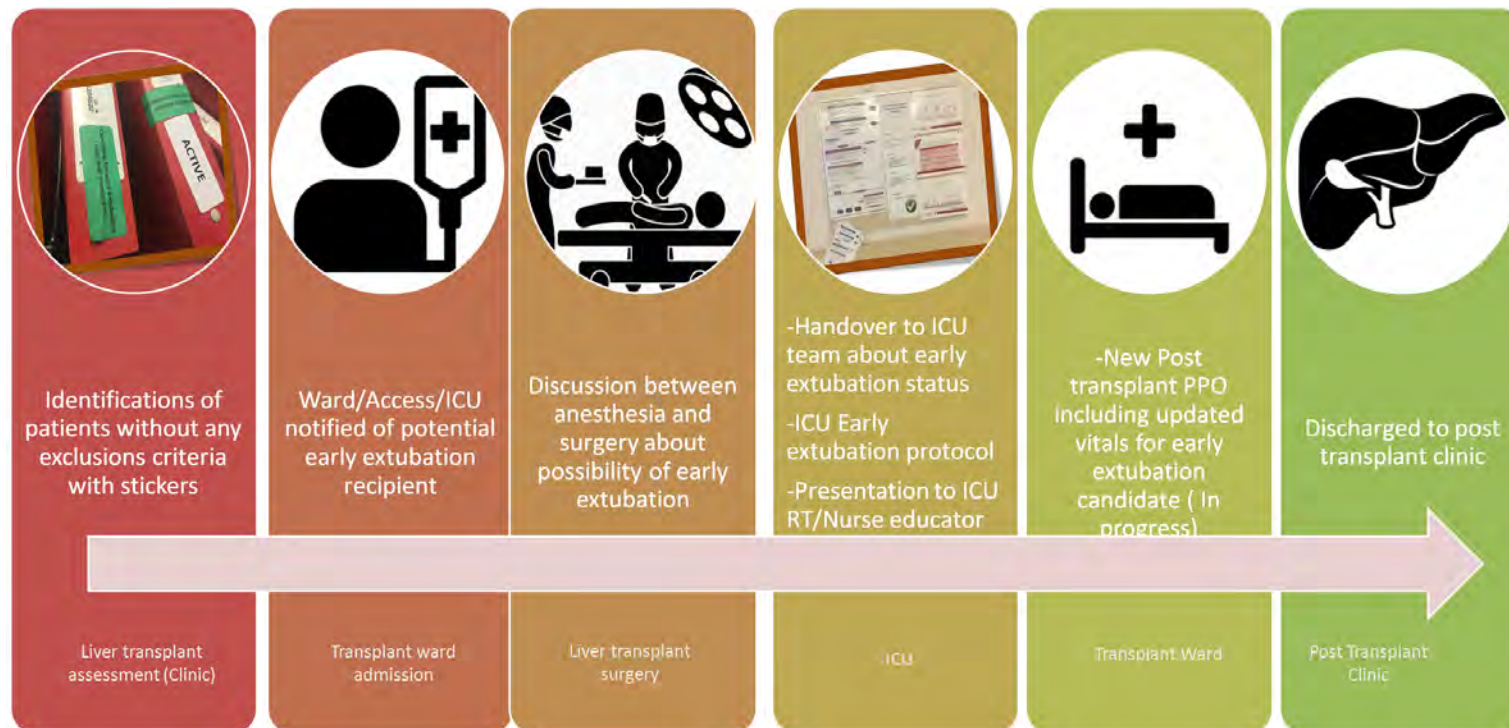 ACTIVE
Identifications of
patients without any
exclusions criteria
with stickers
Ward/Access/ICU
notified of potential
early extubation
recipient
Discussion between
anesthesia and
surgery about
possibility of early
extubation
-Handover to ICU
team about early
extubation status
-ICU Early
extubation protocol
-Presentation to ICU
RT/Nurse educator
-New Post
transplant PPO
including updated
vitals for early
extubation
candidate ( In
progress)
Discharged to post
transplant clinic
Liver transplant
assessment (Clinic)
Transplant ward
admission
Liver transplant
surgery
ICU
Transplant Ward
Post Transplant
Clinic